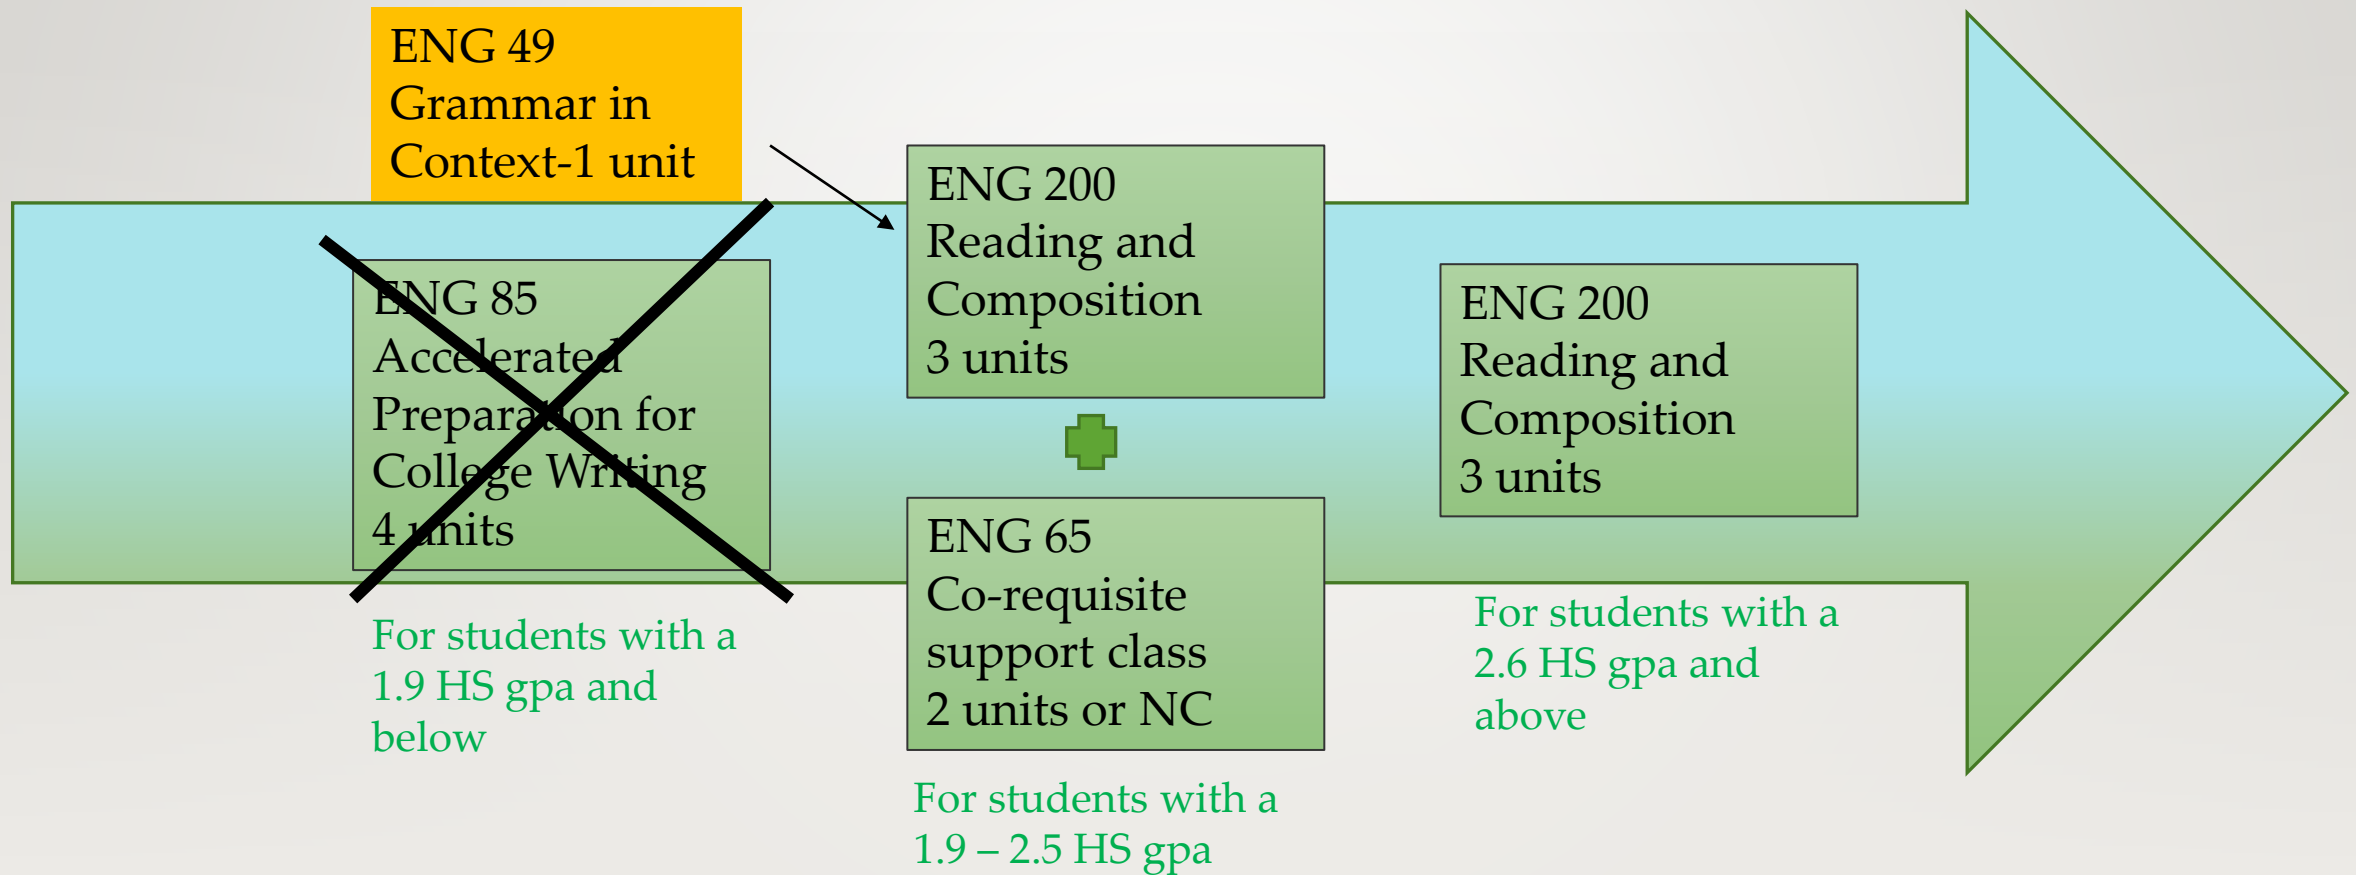 ENG 49
Grammar in
Context-1 unit
ENG 85
Accelerated
Preparation for
College Writing
4 units
For students with a
1.9 HS gpa and
below
ENG 200
Reading and
Composition
3 units
ENG 65
Co-requisite
support class
2 units or NC
For students with a
1.9 – 2.5 HS gpa
ENG 200
Reading and
Composition
3 units
For students with a
2.6 HS gpa and
above